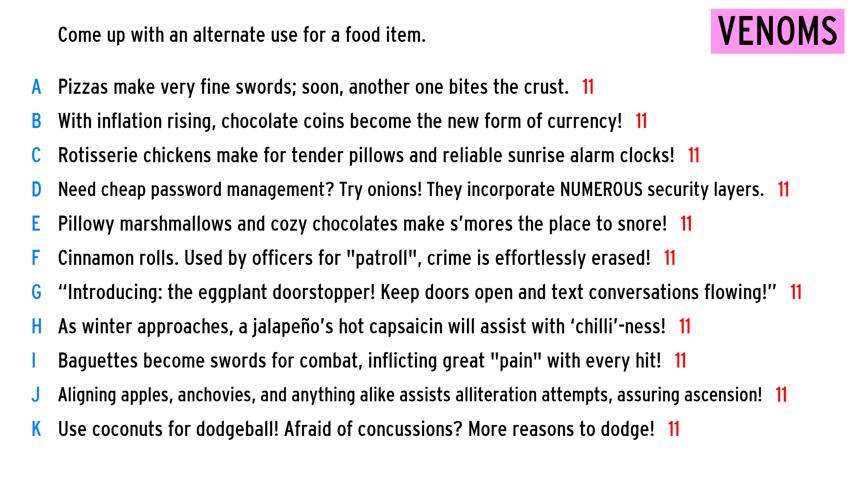 Come up with an alternate use for a food item.
VENOMS
A Pizzas make very fine swords; soon, another one bites the crust. 11
B With inflation rising, chocolate coins become the new form of currency! 11
C Rotisserie chickens make for tender pillows and reliable sunrise alarm clocks! 11
D Need cheap password management? Try onions! They incorporate NUMEROUS security layers. 11
E Pillowy marshmallows and cozy chocolates make s’mores the place to snore! 11
F Cinnamon rolls. Used by officers for "patroll", crime is effortlessly erased! 11
G “Introducing: the eggplant doorstopper! Keep doors open and text conversations flowing!” 11
H As winter approaches, a jalapeño’s hot capsaicin will assist with ‘chilli’-ness! 11
I Baguettes become swords for combat, inflicting great "pain" with every hit! 11
J Aligning apples, anchovies, and anything alike assists alliteration attempts, assuring ascension! 11
K Use coconuts for dodgeball! Afraid of concussions? More reasons to dodge! 11